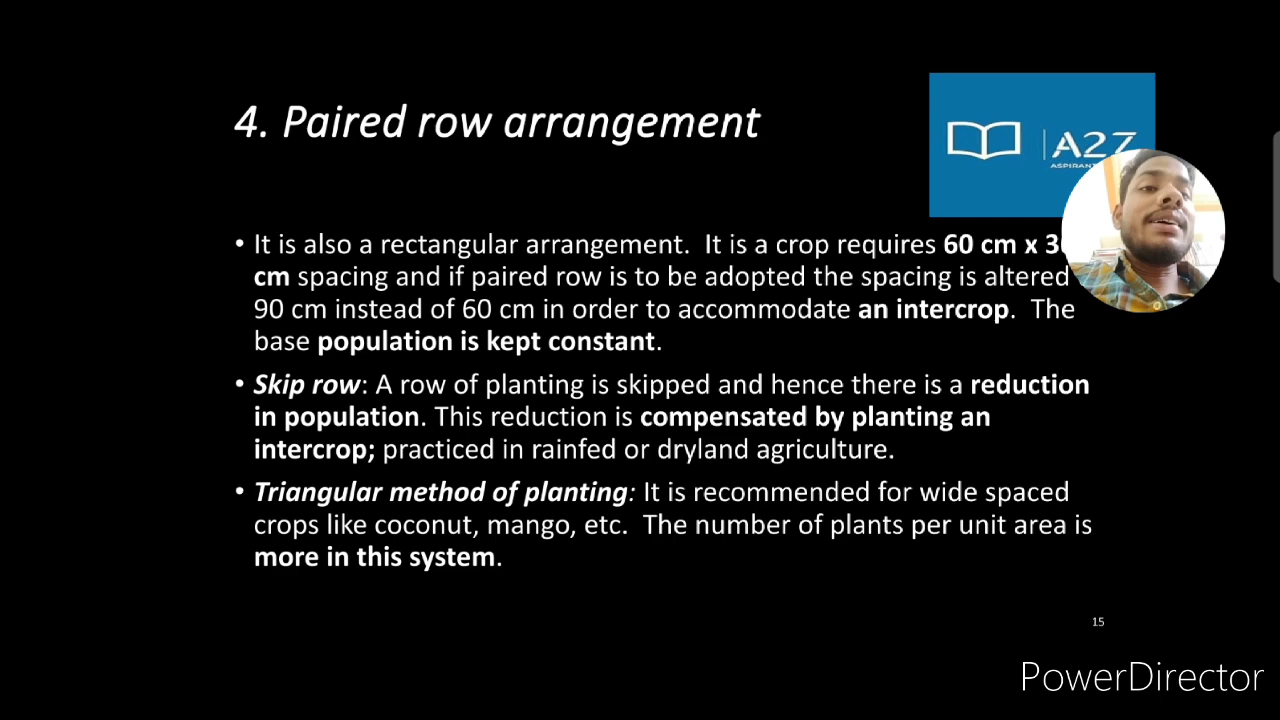 4. Paired row arrangement
A2Z
• It is also a rectangular arrangement. It is a crop requires 60 cm x
cm spacing and if paired row is to be adopted the spacing is altered
90 cm instead of 60 cm in order to accommodate an intercrop. The
base population is kept constant.
• Skip row: A row of planting is skipped and hence there is a reduction
in population. This reduction is compensated by planting an
intercrop; practiced in rainfed or dryland agriculture.
• Triangular method of planting: It is recommended for wide spaced
crops like coconut, mango, etc. The number of plants per unit area is
more in this system.
15
PowerDirector